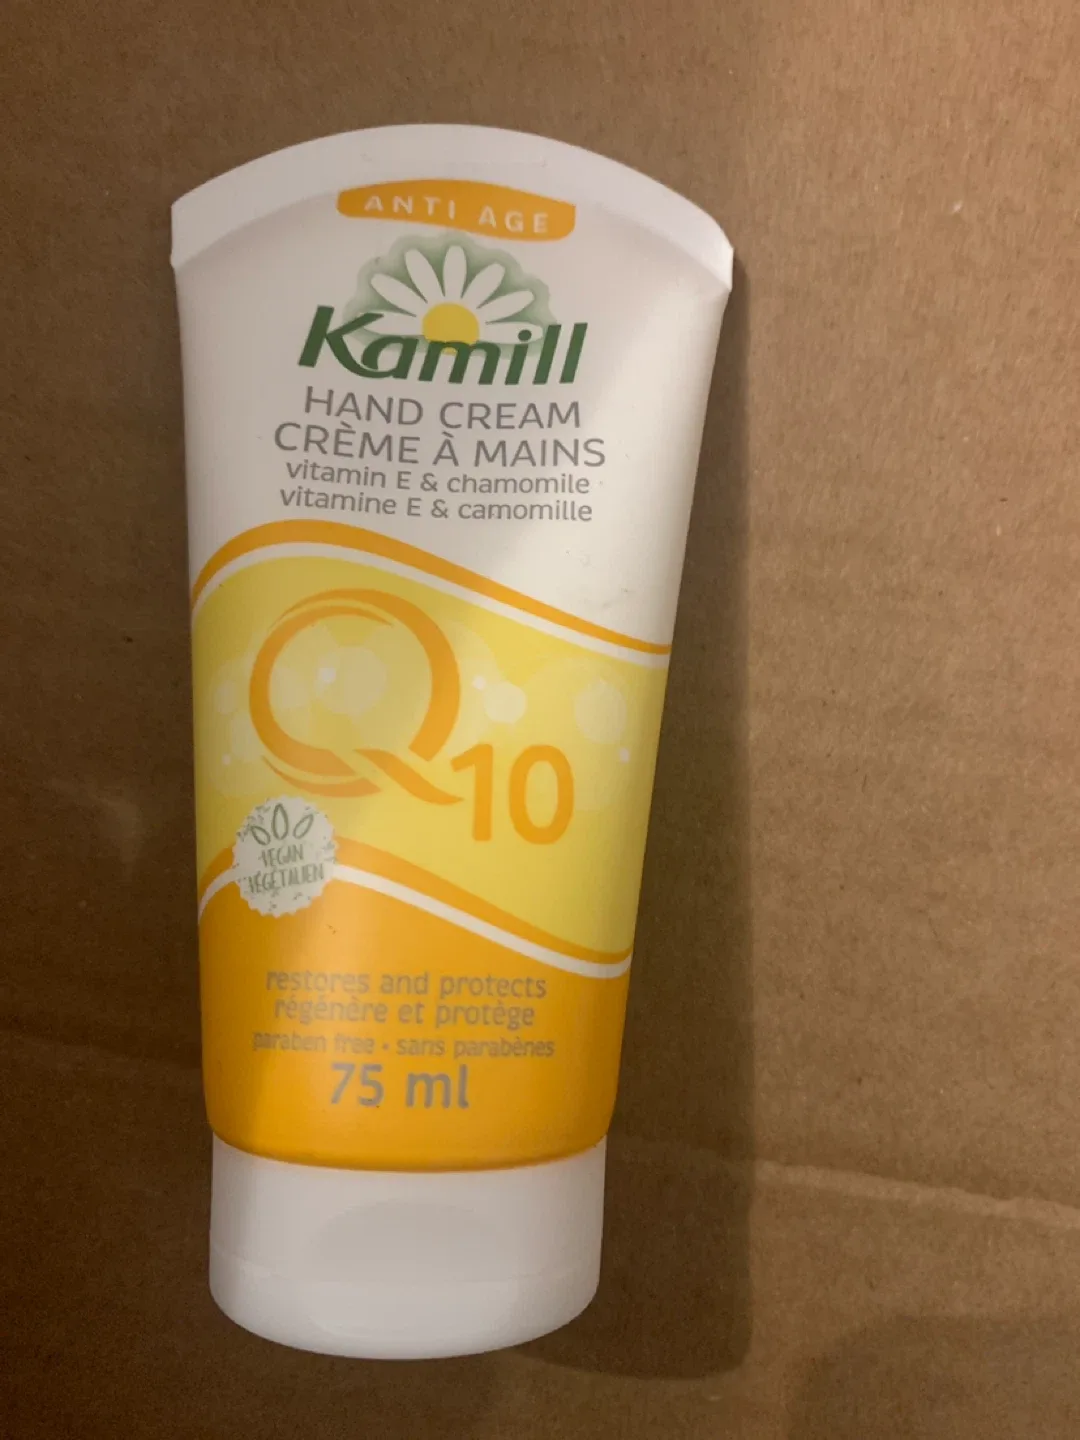 ANTI AGE
Kamill
HAND CREAM
CRÈME À MAINS
vitamin E & chamomile
vitamine E & camomille
Q10
VEGAN
VÉGÉTALIEN
restores and protects
régénère et protège
paraben free • sans parabènes
75 ml